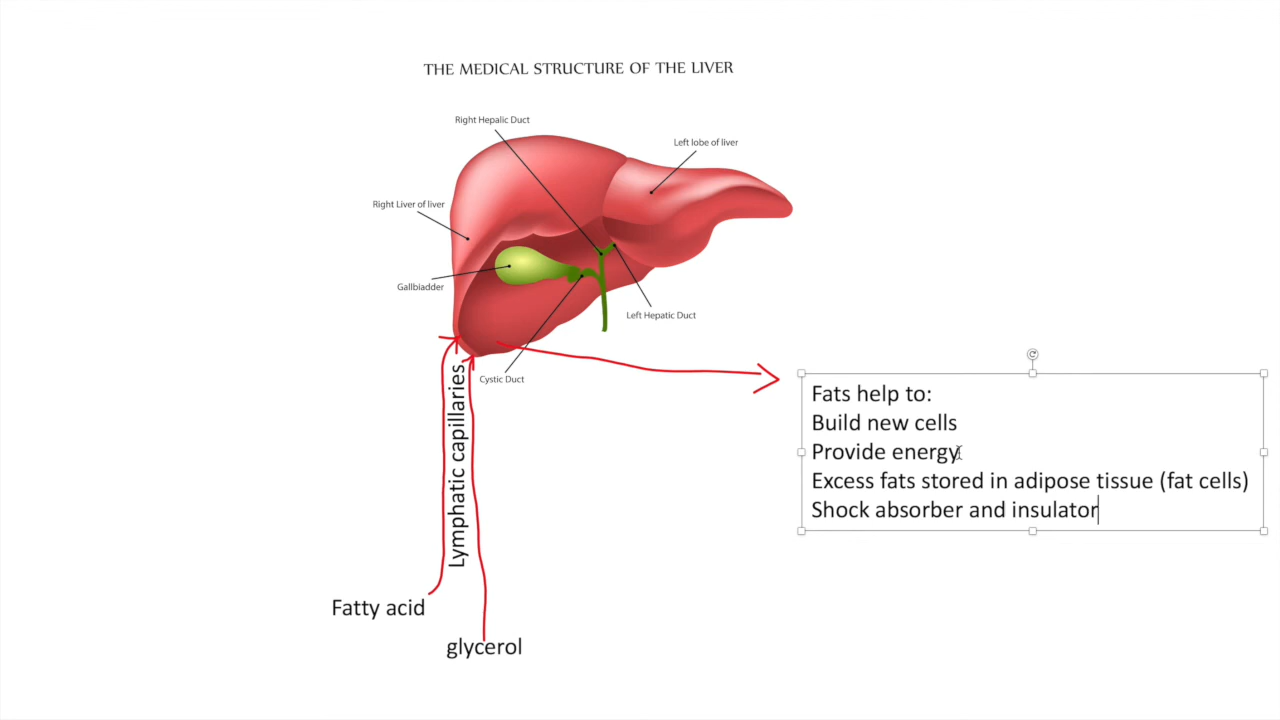 THE MEDICAL STRUCTURE OF THE LIVER
Right Hepalic Duct
Left lobe of liver
Right Liver of liver
Gallbiadder
Left Hepatic Duct
Cystic Duct
Lymphatic capillaries
Fats help to:
Build new cells
Provide energy
Excess fats stored in adipose tissue (fat cells)
Shock absorber and insulator
Fatty acid
glycerol